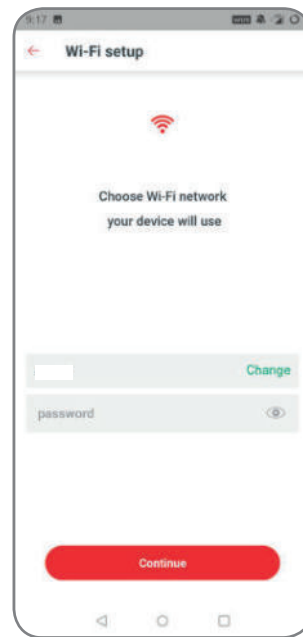 9:17
Wi-Fi setup
Choose Wi-Fi network
your device will use
Change
password
Continue